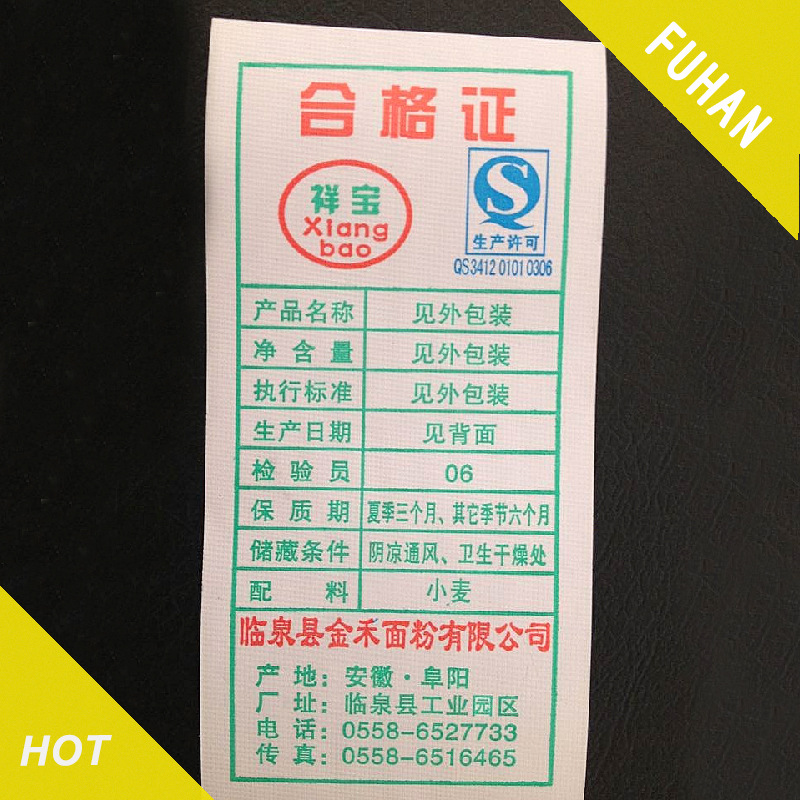 FUHAN
合格证
祥宝
Xiang
bao
S
生产许可
QS3412 0101 0306
产品名称 见外包装
净含量 见外包装
执行标准 见外包装
生产日期 见背面
检验员 06
保质期 夏季三个月、其它季节六个月
储藏条件 阴凉通风、卫生干燥处
配料 小麦
临泉县金禾面粉有限公司
产地：安徽·阜阳
厂址：临泉县工业园区
电话：0558-6527733
传真：0558-6516465
HOT